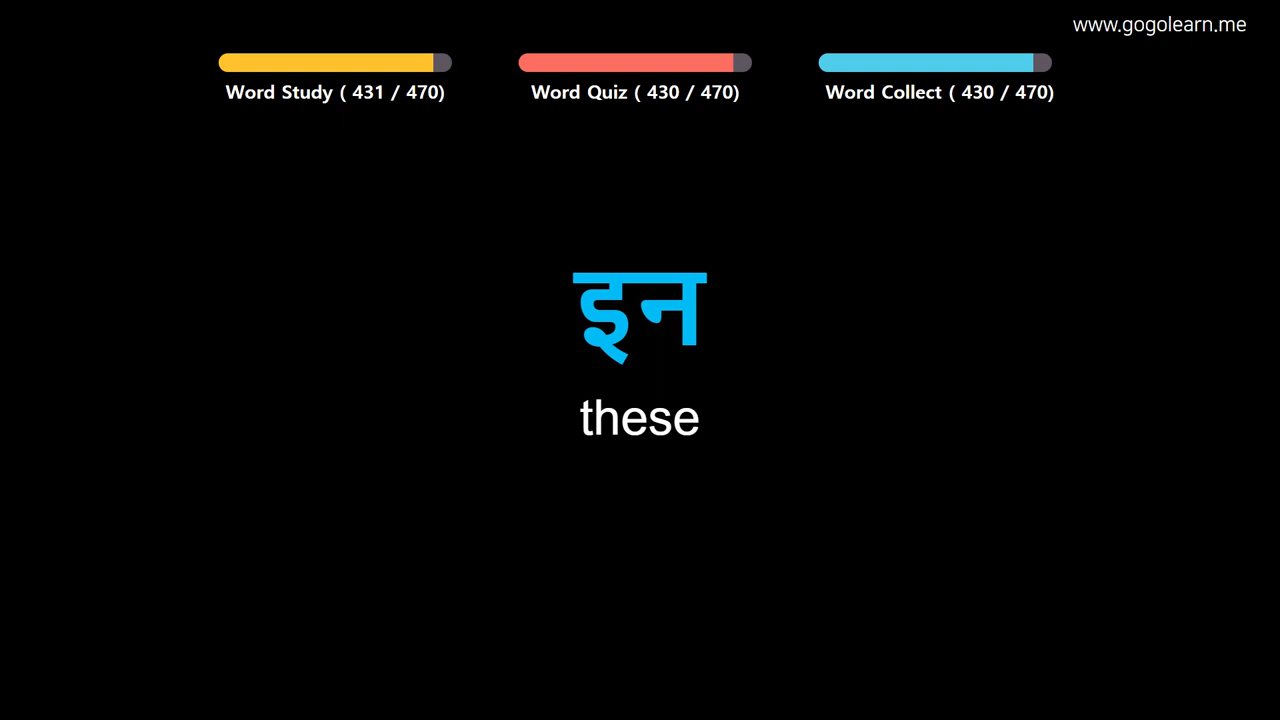 www.gogolearn.me
Word Study ( 431 / 470)
Word Quiz ( 430 / 470)
Word Collect ( 430 / 470)
इन
these